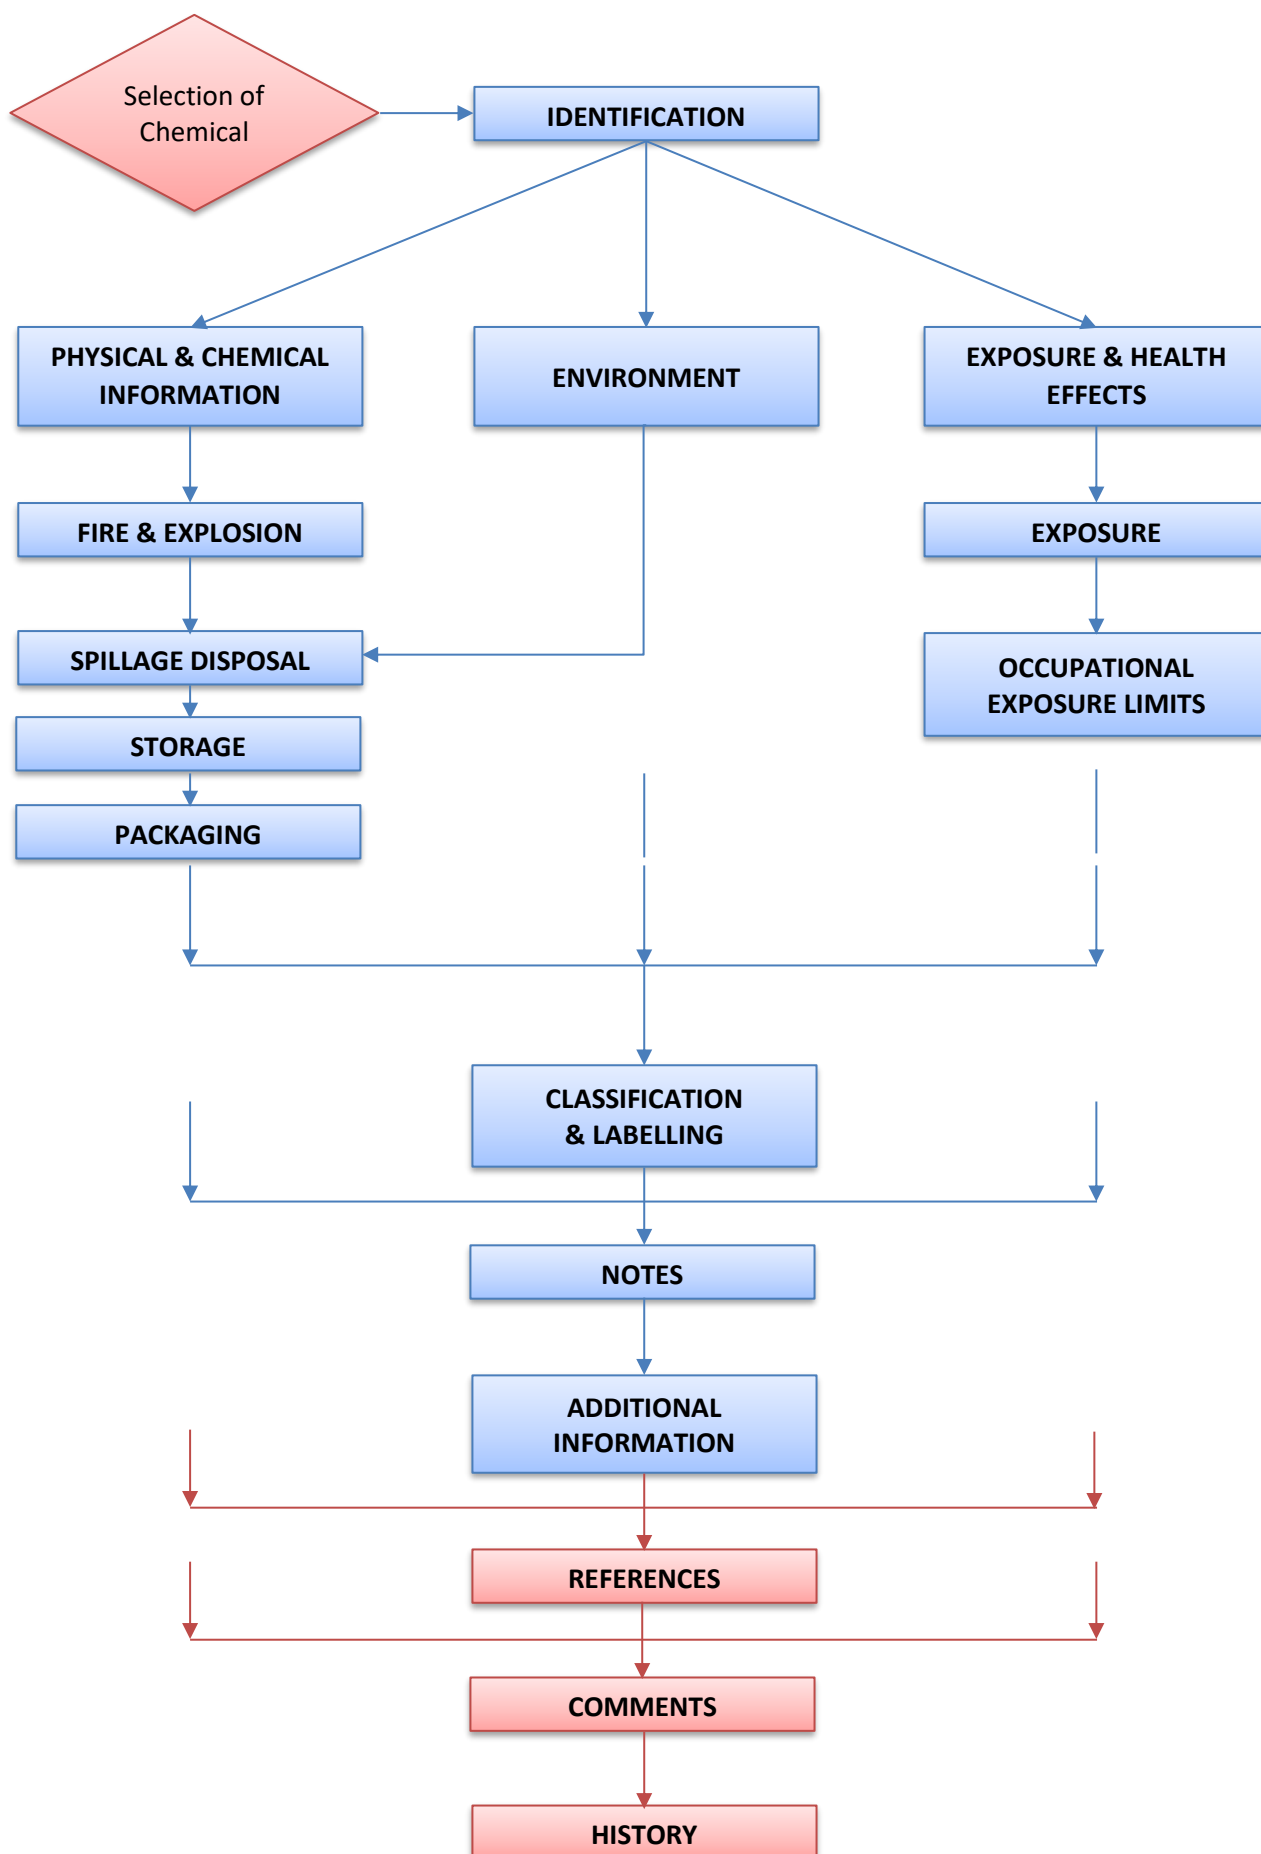 Selection of
Chemical
IDENTIFICATION
PHYSICAL & CHEMICAL
INFORMATION
ENVIRONMENT
EXPOSURE & HEALTH
EFFECTS
FIRE & EXPLOSION
EXPOSURE
SPILLAGE DISPOSAL
OCCUPATIONAL
EXPOSURE LIMITS
STORAGE
PACKAGING
CLASSIFICATION
& LABELLING
NOTES
ADDITIONAL
INFORMATION
REFERENCES
COMMENTS
HISTORY